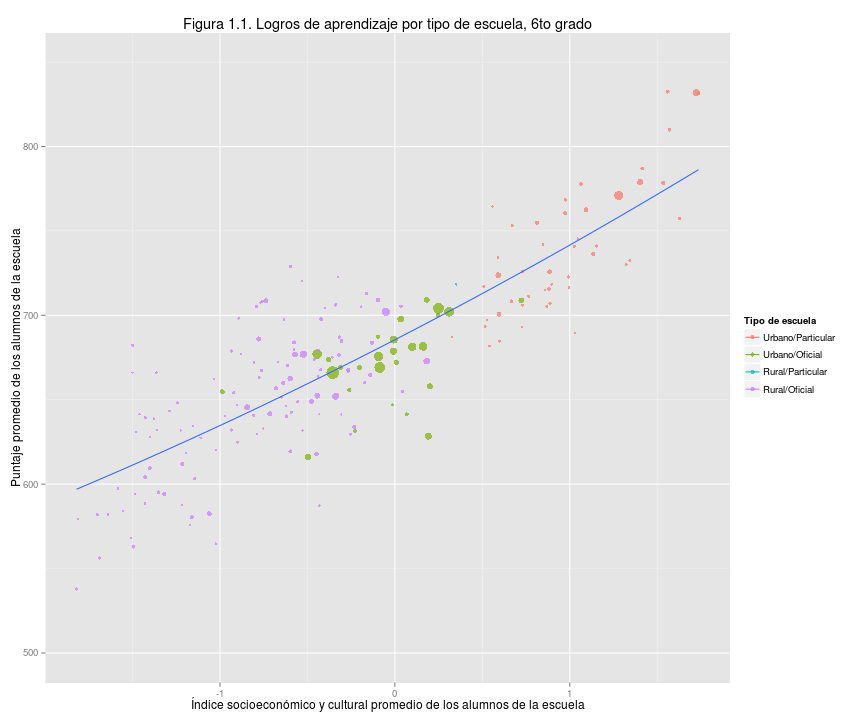 Figura 1.1. Logros de aprendizaje por tipo de escuela, 6to grado
Puntaje promedio de los alumnos de la escuela
800
700
600
500
-1
0
1
Índice socioeconómico y cultural promedio de los alumnos de la escuela
Tipo de escuela
Urbano/Particular
Urbano/Oficial
Rural/Particular
Rural/Oficial